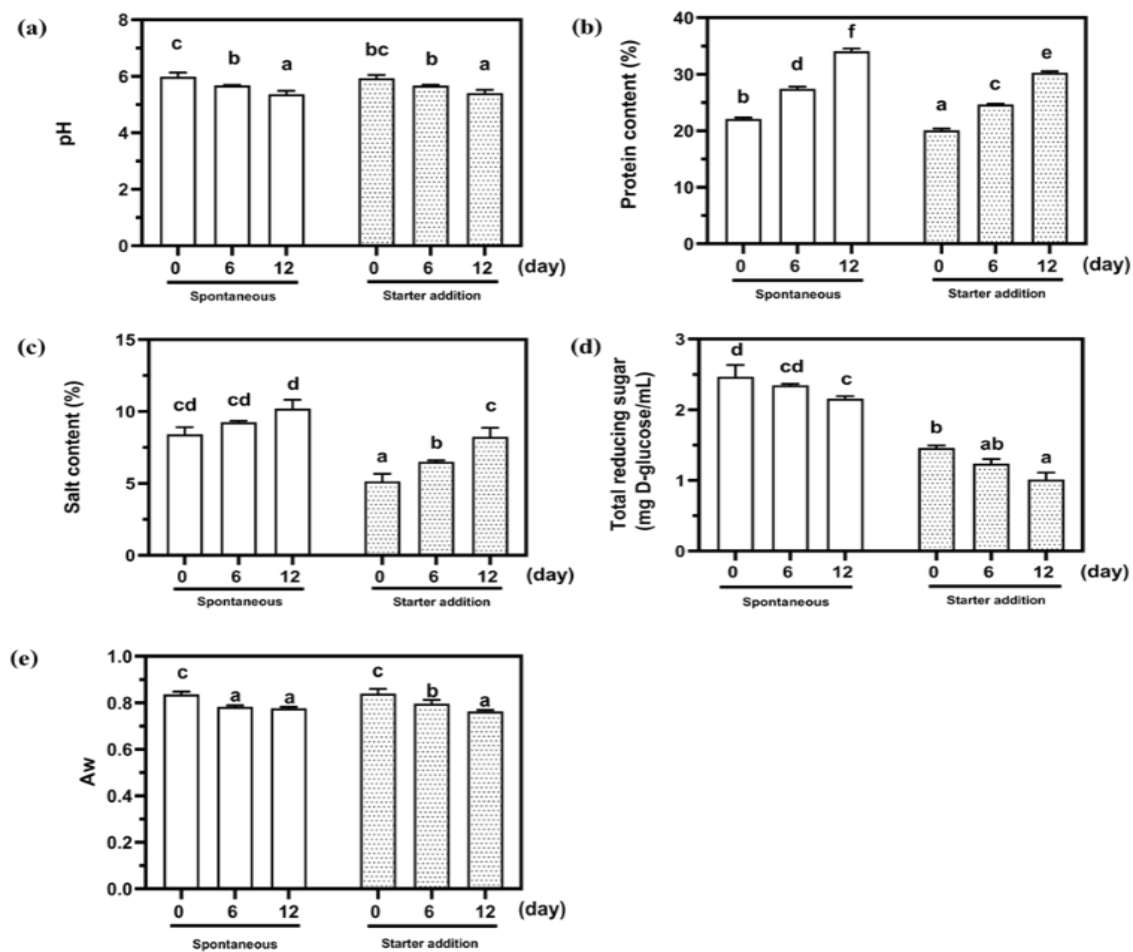 (a)
pH
8
6
4
2
0
c
b
a
bc
b
a
0 6 12 0 6 12 (day)
Spontaneous Starter addition
(b)
Protein content (%)
40
30
20
10
0
b
d
f
a
c
e
0 6 12 0 6 12 (day)
Spontaneous Starter addition
(c)
Salt content (%)
15
10
5
0
cd
cd
d
a
b
c
0 6 12 0 6 12 (day)
Spontaneous Starter addition
(d)
Total reducing sugar
(mg D-glucose/mL)
3
2
1
0
d
cd
c
b
ab
a
0 6 12 0 6 12 (day)
Spontaneous Starter addition
(e)
Aw
1.0
0.8
0.6
0.4
0.2
0.0
c
a
a
c
b
a
0 6 12 0 6 12 (day)
Spontaneous Starter addition